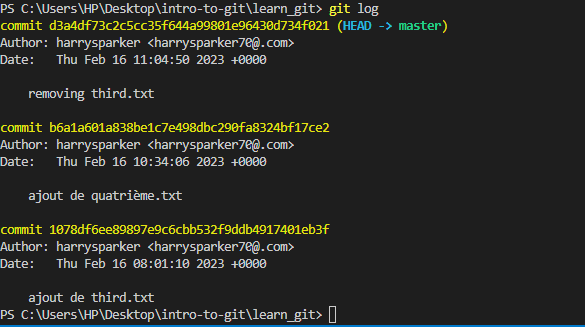 PS C:\Users\HP\Desktop\intro-to-git\learn_git> git log
commit d3a4df73c2c5cc35f644a99801e96430d734f021 (HEAD -> master)
Author: harrysparker <harrysparker70@.com>
Date:   Thu Feb 16 11:04:50 2023 +0000
removing third.txt
commit b6a1a601a838be1c7e498dbc290fa8324bf17ce2
Author: harrysparker <harrysparker70@.com>
Date:   Thu Feb 16 10:34:06 2023 +0000
ajout de quatrième.txt
commit 1078df6ee89897e9c6cbb532f9ddb4917401eb3f
Author: harrysparker <harrysparker70@.com>
Date:   Thu Feb 16 08:01:10 2023 +0000
ajout de third.txt
PS C:\Users\HP\Desktop\intro-to-git\learn_git>